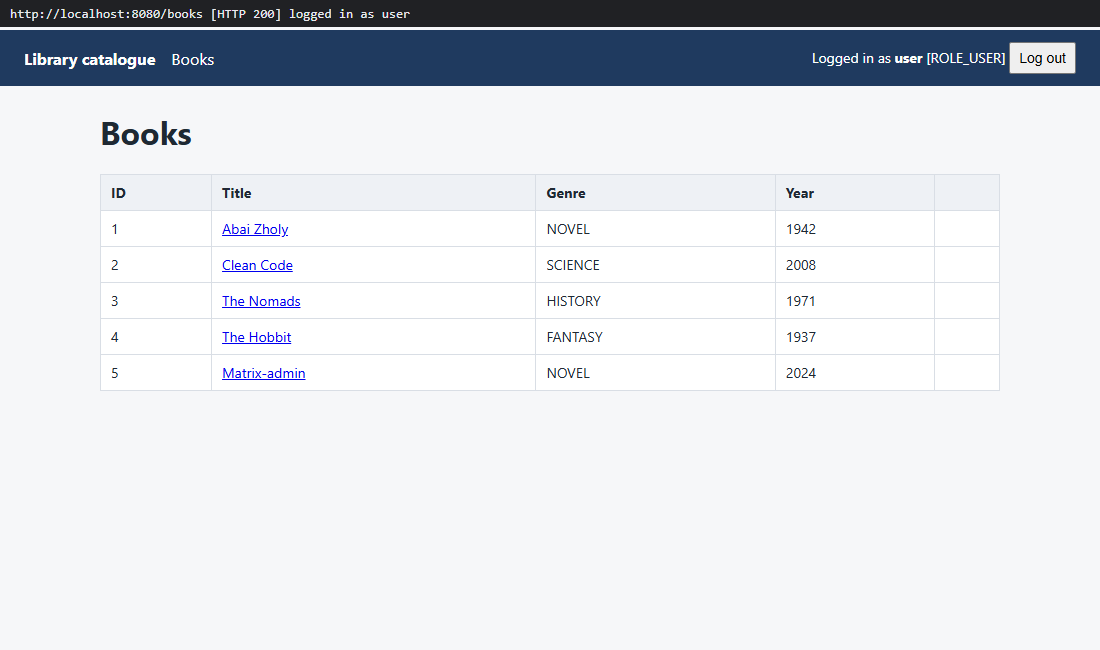 http://localhost:8080/books [HTTP 200] logged in as user
Library catalogue Books Logged in as user [ROLE_USER] Log out
Books
ID Title Genre Year
1 Abai Zholy NOVEL 1942
2 Clean Code SCIENCE 2008
3 The Nomads HISTORY 1971
4 The Hobbit FANTASY 1937
5 Matrix-admin NOVEL 2024